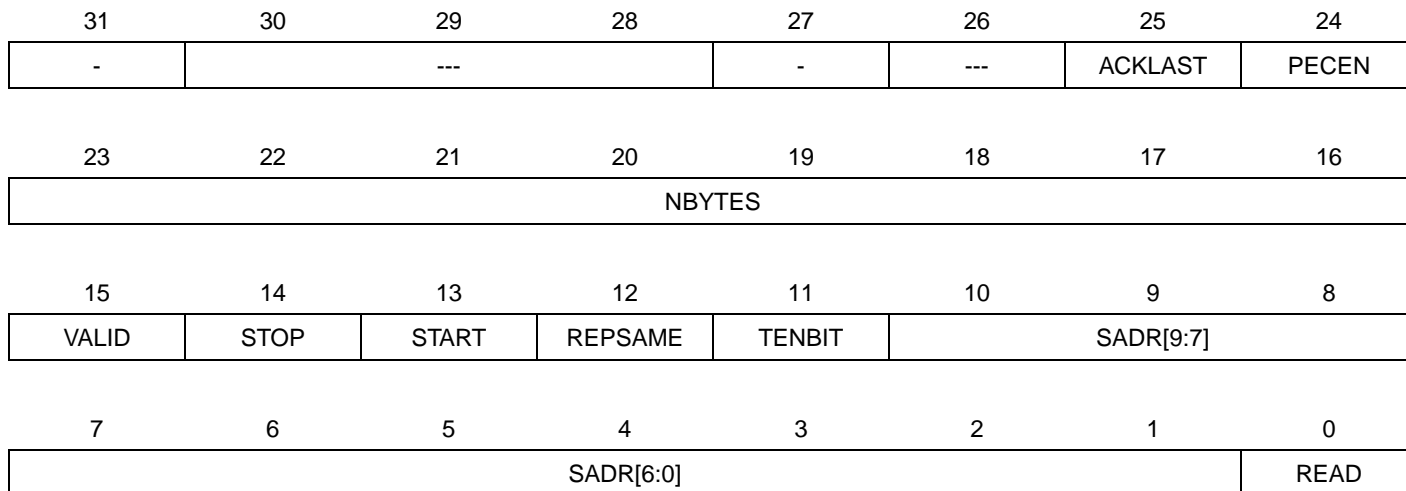 31 30 29 28 27 26 25 24
- --- - --- ACKLAST PECEN
23 22 21 20 19 18 17 16
NBYTES
15 14 13 12 11 10 9 8
VALID STOP START REPSAME TENBIT SADR[9:7]
7 6 5 4 3 2 1 0
SADR[6:0] READ